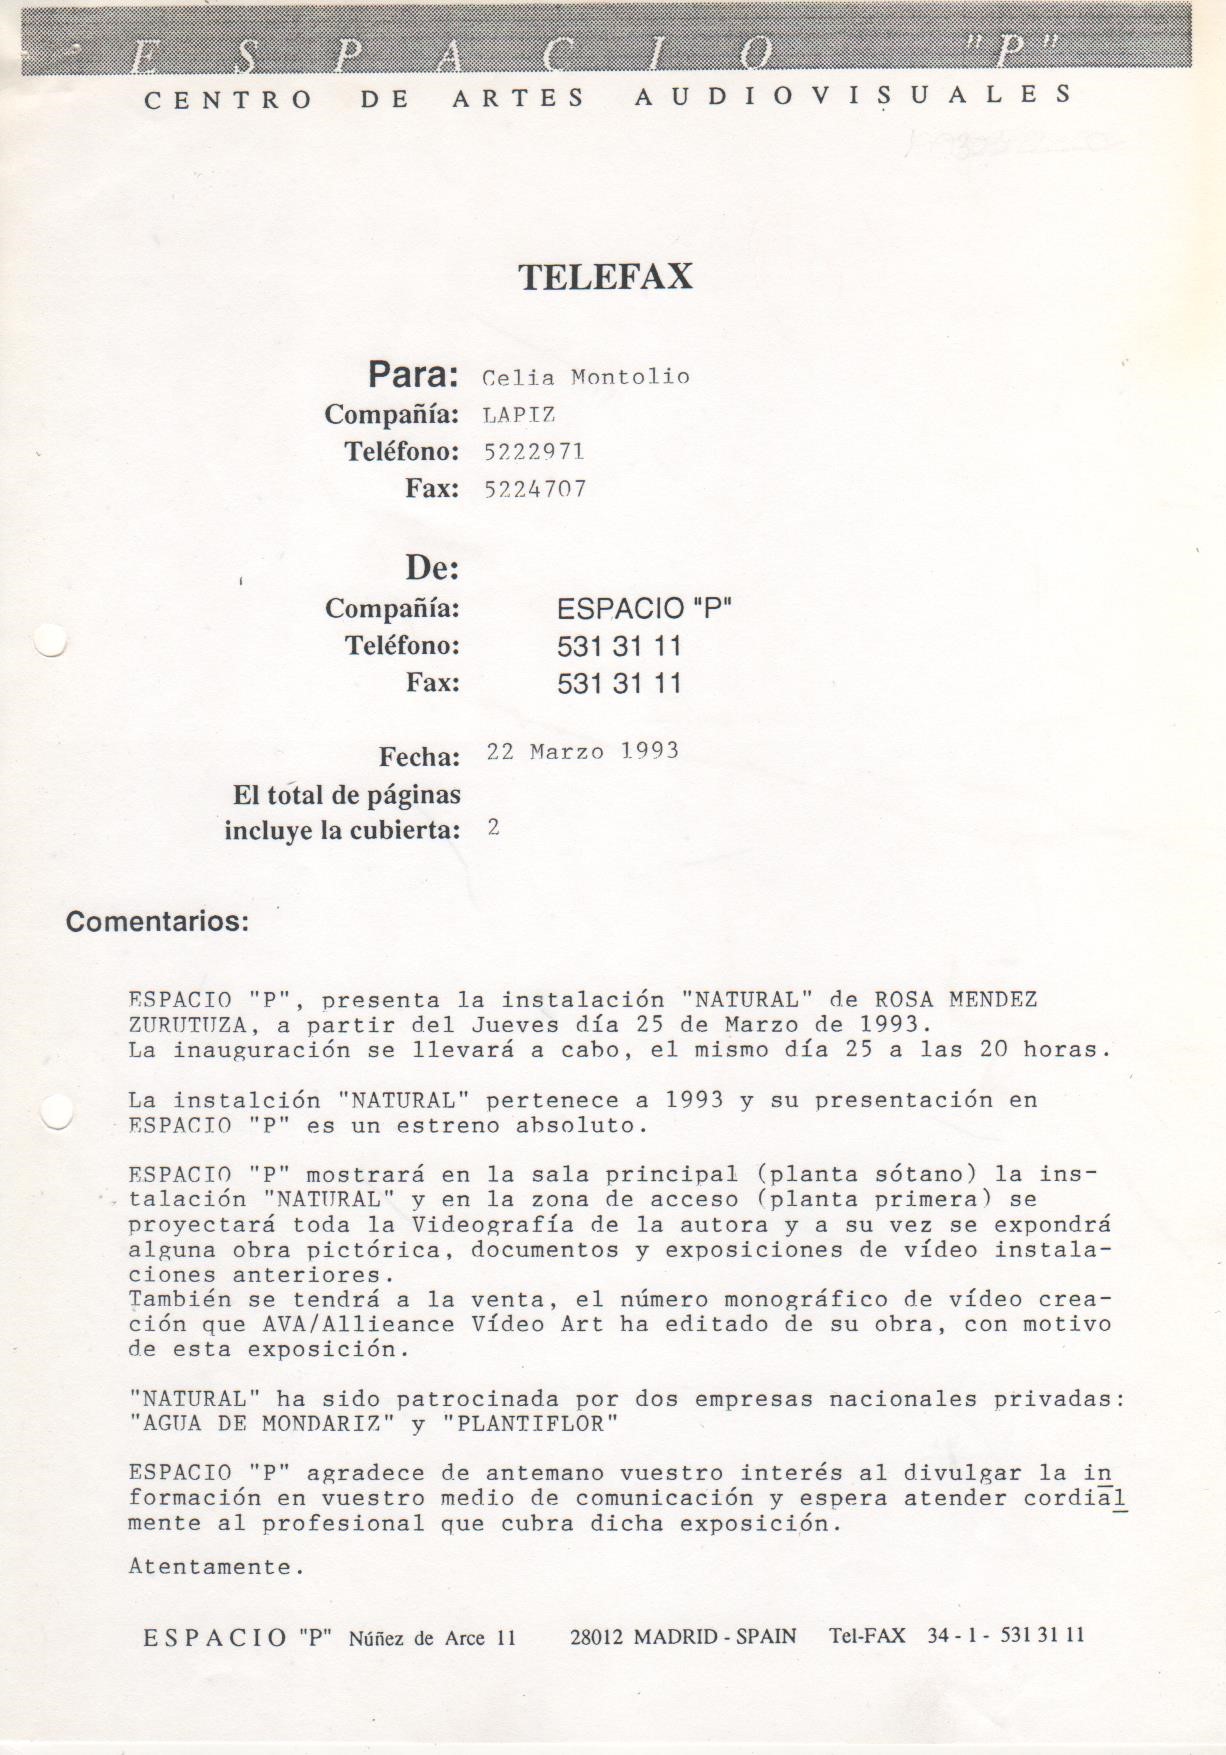 ESPACIO "P"
CENTRO DE ARTES AUDIOVISUALES
TELEFAX
Para: Celia Montolio
Compañía: LAPIZ
Teléfono: 5222971
Fax: 5224707
De:
Compañía: ESPACIO "P"
Teléfono: 531 31 11
Fax: 531 31 11
Fecha: 22 Marzo 1993
El total de páginas
incluye la cubierta: 2
Comentarios:
ESPACIO "P", presenta la instalación "NATURAL" de ROSA MENDEZ
ZURUTUZA, a partir del Jueves día 25 de Marzo de 1993.
La inauguración se llevará a cabo, el mismo día 25 a las 20 horas.
La instalción "NATURAL" pertenece a 1993 y su presentación en
ESPACIO "P" es un estreno absoluto.
ESPACIO "P" mostrará en la sala principal (planta sótano) la ins-
talación "NATURAL" y en la zona de acceso (planta primera) se
proyectará toda la Videografía de la autora y a su vez se expondrá
alguna obra pictórica, documentos y exposiciones de vídeo instala-
ciones anteriores.
También se tendrá a la venta, el número monográfico de vídeo crea-
ción que AVA/Allieance Vídeo Art ha editado de su obra, con motivo
de esta exposición.
"NATURAL" ha sido patrocinada por dos empresas nacionales privadas:
"AGUA DE MONDARIZ" y "PLANTIFLOR"
ESPACIO "P" agradece de antemano vuestro interés al divulgar la in
formación en vuestro medio de comunicación y espera atender cordial
mente al profesional que cubra dicha exposición.
Atentamente.
ESPACIO "P" Núñez de Arce 11 28012 MADRID - SPAIN Tel-FAX 34 - 1 - 531 31 11